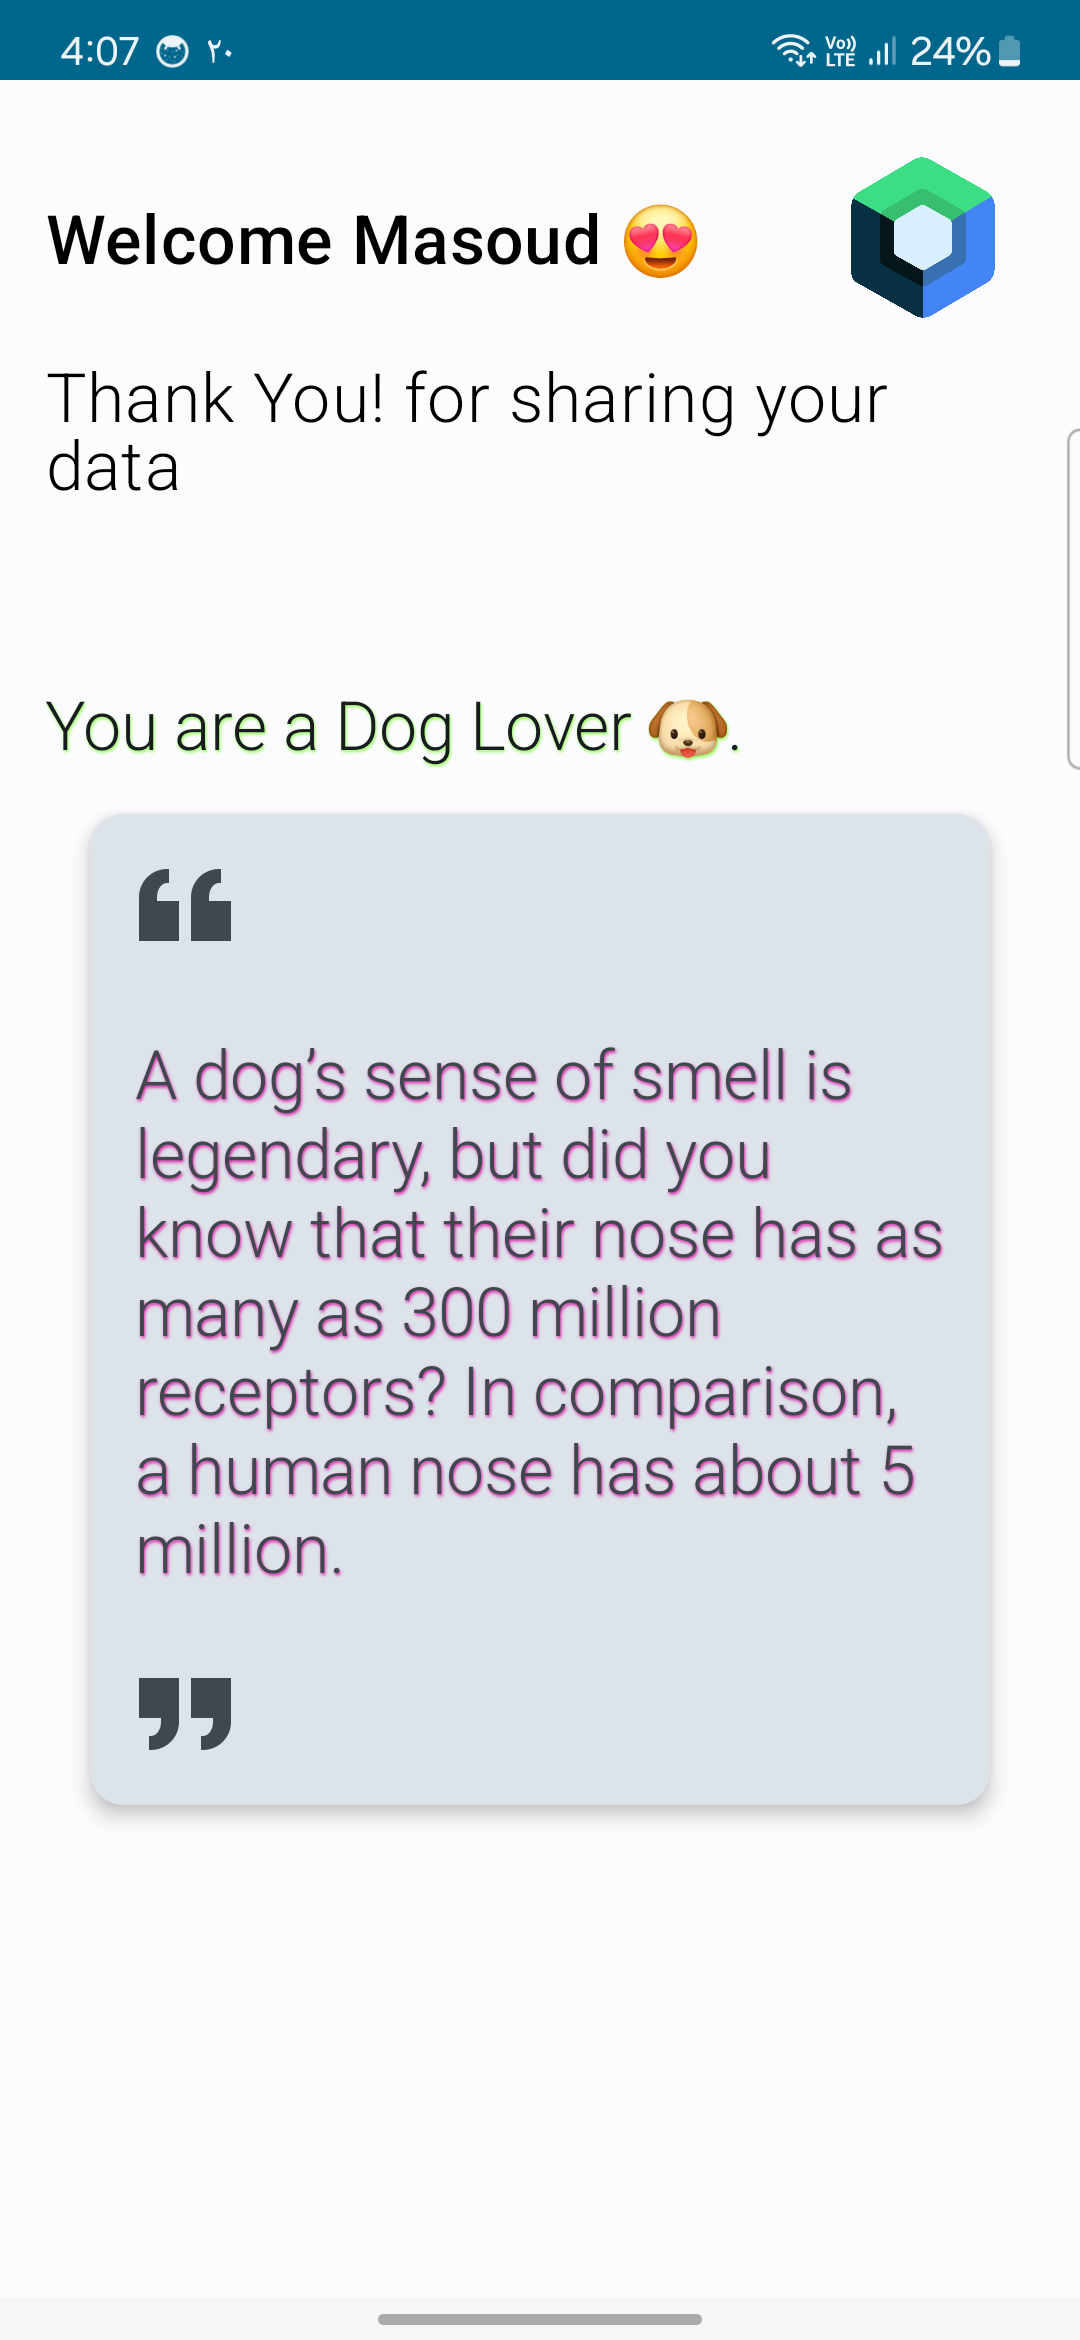 4:07 ۲۰ Vo)) LTE 24%
Welcome Masoud 😍
Thank You! for sharing your
data
You are a Dog Lover 🐶.
“
A dog’s sense of smell is
legendary, but did you
know that their nose has as
many as 300 million
receptors? In comparison,
a human nose has about 5
million.
”